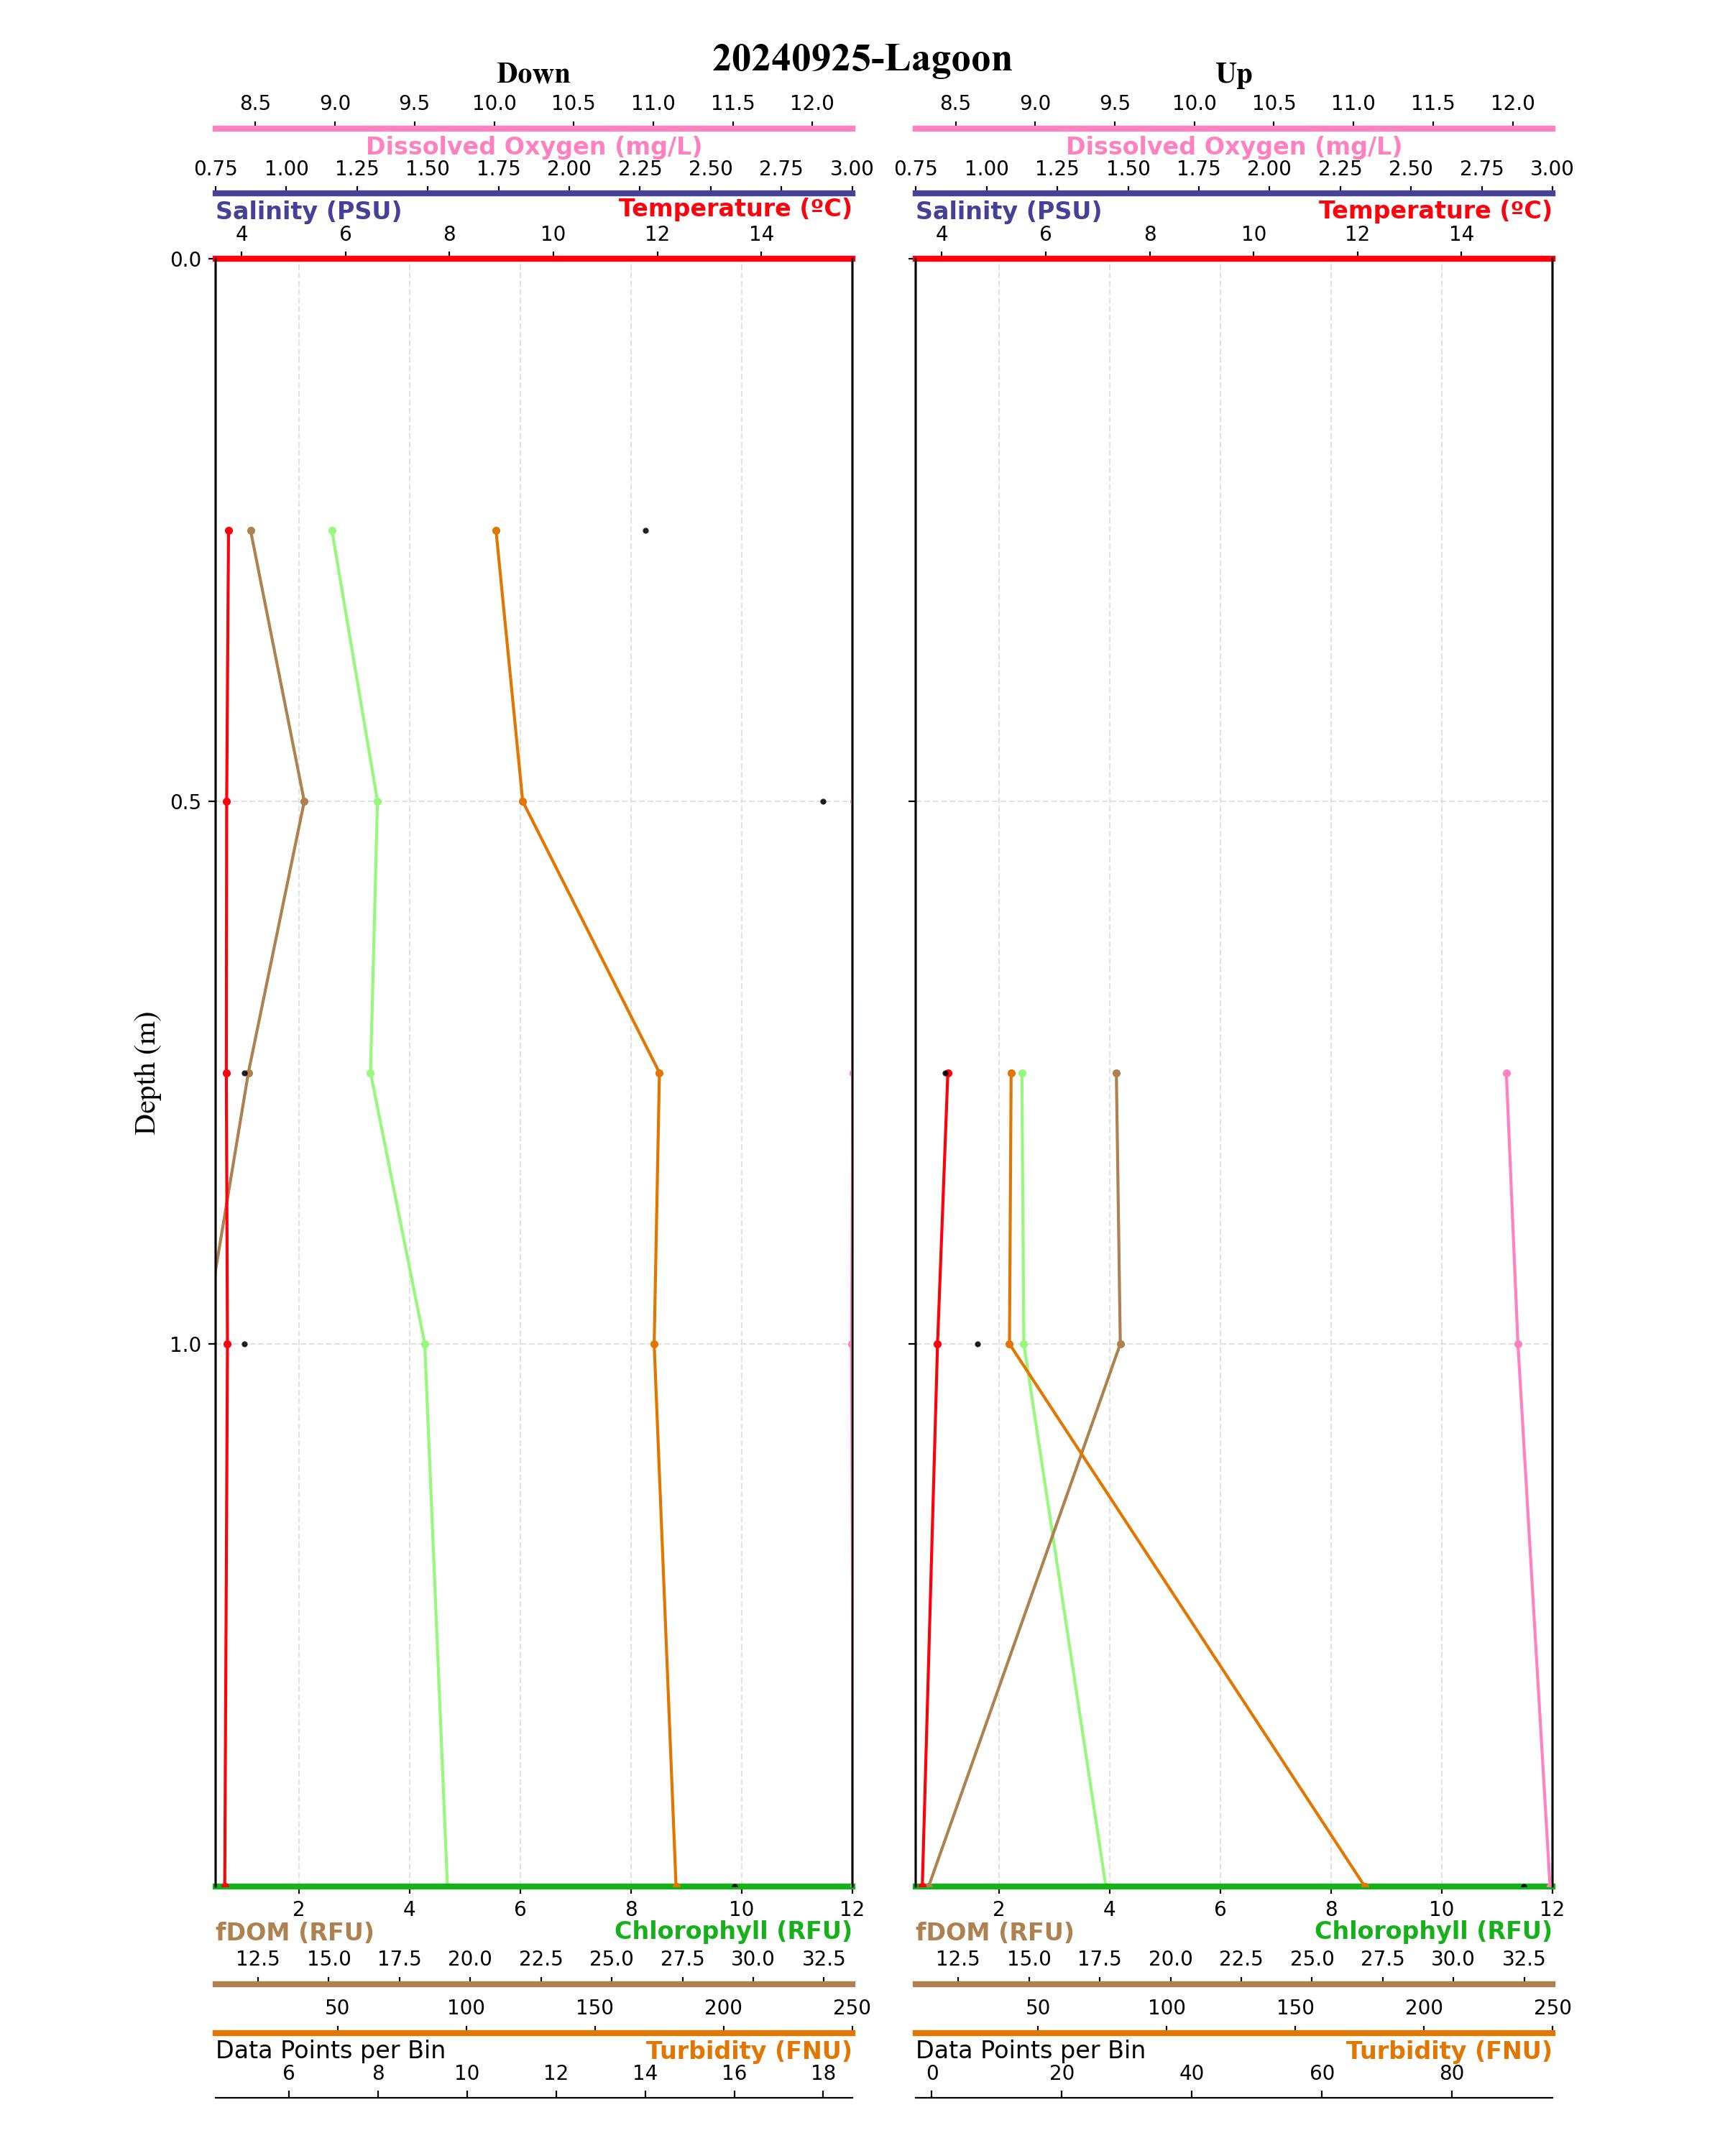 20240925-Lagoon
Down Up
8.5 9.0 9.5 10.0 10.5 11.0 11.5 12.0 8.5 9.0 9.5 10.0 10.5 11.0 11.5 12.0
Dissolved Oxygen (mg/L) Dissolved Oxygen (mg/L)
0.75 1.00 1.25 1.50 1.75 2.00 2.25 2.50 2.75 3.00 0.75 1.00 1.25 1.50 1.75 2.00 2.25 2.50 2.75 3.00
Salinity (PSU) Temperature (ºC) Salinity (PSU) Temperature (ºC)
4 6 8 10 12 14 4 6 8 10 12 14
0.0
0.5
Depth (m)
1.0
2 4 6 8 10 12 2 4 6 8 10 12
fDOM (RFU) Chlorophyll (RFU) fDOM (RFU) Chlorophyll (RFU)
12.5 15.0 17.5 20.0 22.5 25.0 27.5 30.0 32.5 12.5 15.0 17.5 20.0 22.5 25.0 27.5 30.0 32.5
50 100 150 200 250 50 100 150 200 250
Data Points per Bin Turbidity (FNU) Data Points per Bin Turbidity (FNU)
6 8 10 12 14 16 18 0 20 40 60 80